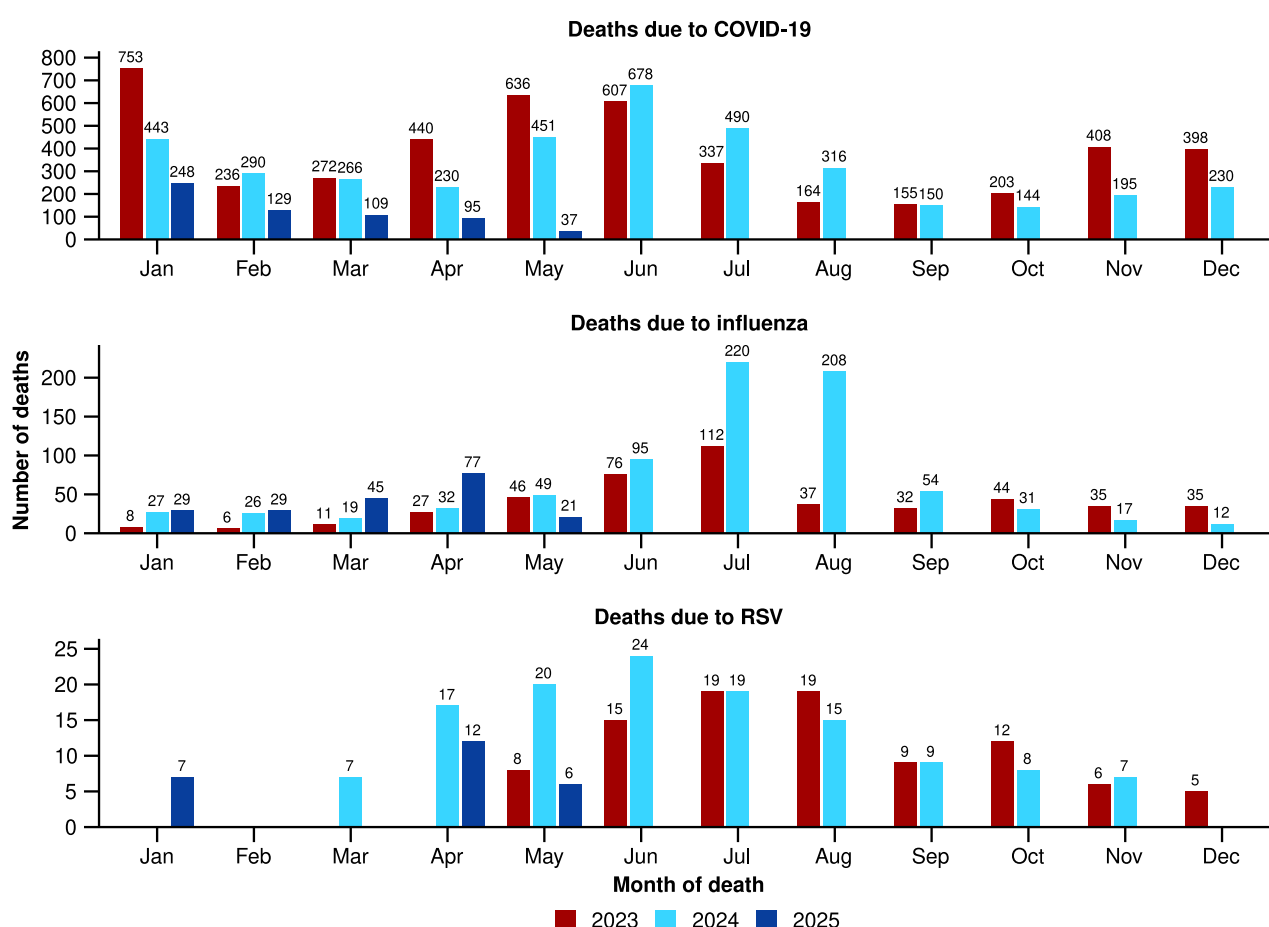 Deaths due to COVID-19
800
700
600
500
400
300
200
100
0
753 443 248 236 290 129 272 266 109 440 230 95 636 451 37 607 678 337 490 164 316 155 150 203 144 408 195 398 230
Jan Feb Mar Apr May Jun Jul Aug Sep Oct Nov Dec
Number of deaths
Deaths due to influenza
200
150
100
50
0
8 27 29 6 26 29 11 19 45 27 32 77 46 49 21 76 95 112 220 37 208 32 54 44 31 35 17 35 12
Jan Feb Mar Apr May Jun Jul Aug Sep Oct Nov Dec
Deaths due to RSV
25
20
15
10
5
0
7 7 17 12 8 20 6 15 24 19 19 19 15 9 9 12 8 6 7 5
Jan Feb Mar Apr May Jun Jul Aug Sep Oct Nov Dec
Month of death
2023 2024 2025